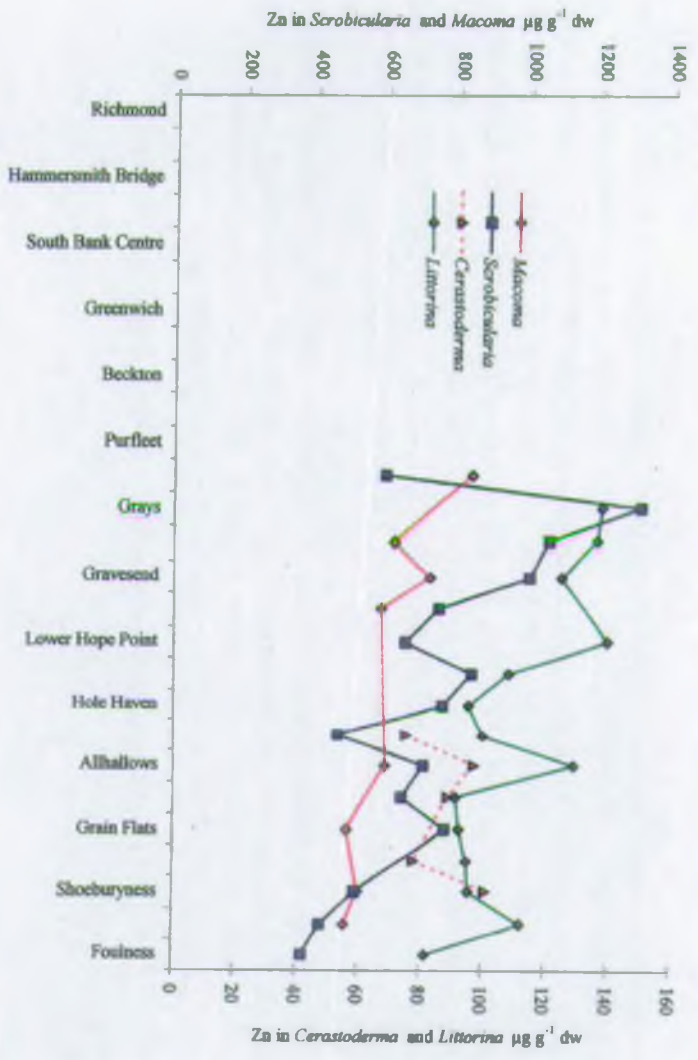 Zn in Scrobicularia and Macoma µg g⁻¹ dw
0
200
400
600
800
1000
1200
1400
Richmond
Hammersmith Bridge
South Bank Centre
Greenwich
Beckton
Purfleet
Grays
Gravesend
Lower Hope Point
Hole Haven
Allhallows
Grain Flats
Shoeburyness
Foulness
Macoma
Scrobicularia
Cerastoderma
Littorina
0
20
40
60
80
100
120
140
160
Zn in Cerastoderma and Littorina µg g⁻¹ dw